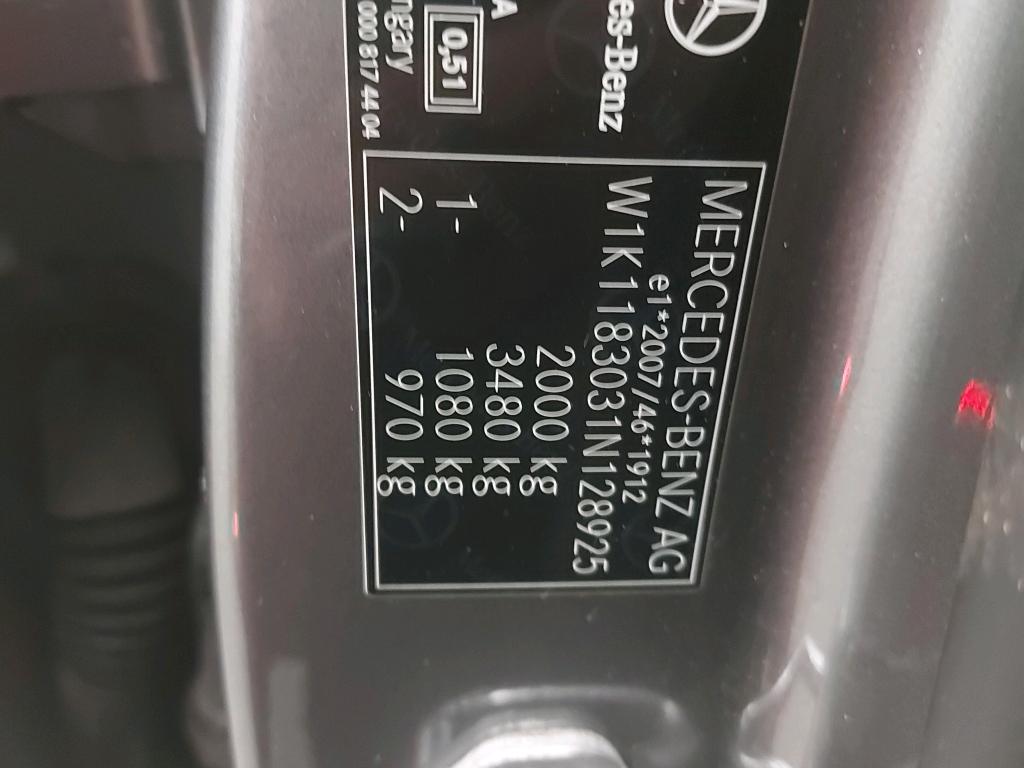 MERCEDES-BENZ AG
e1*2007/46*1912
W1K1183031N128925
2000 kg
3480 kg
1- 1080 kg
2- 970 kg
es-Benz
A
0,51
ngary
000 817 44 04